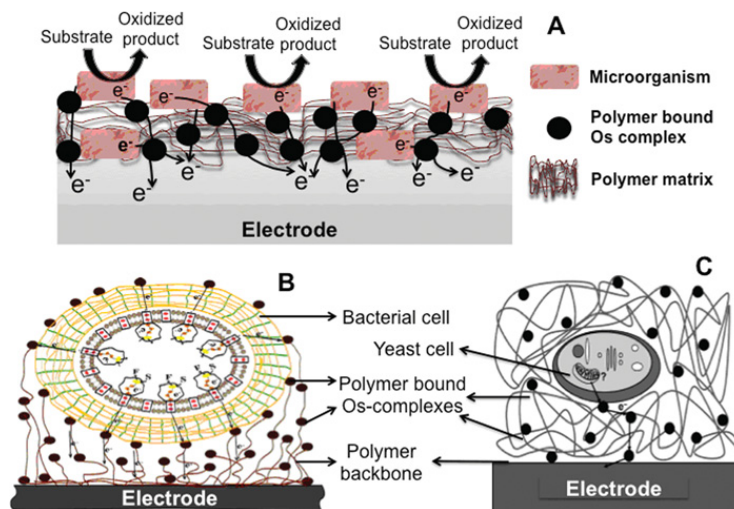 Substrate
Oxidized
product
Substrate
Oxidized
product
Substrate
Oxidized
product
A
Microorganism
Polymer bound
Os complex
Polymer matrix
e-
e-
e-
e-
e-
e-
e-
e-
e-
e-
e-
Electrode
B
C
Bacterial cell
Yeast cell
Polymer bound
Os-complexes
Polymer
backbone
?
e-
Electrode
Electrode